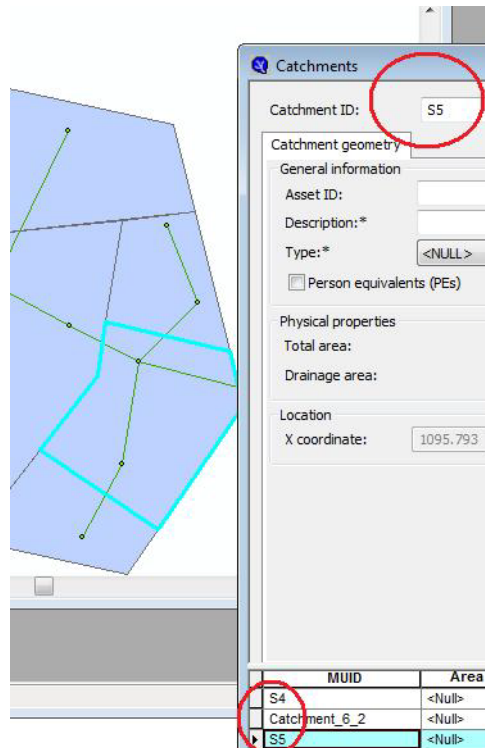 Catchments
Catchment ID: S5
Catchment geometry
General information
Asset ID:
Description:*
Type:* <NULL>
Person equivalents (PEs)
Physical properties
Total area:
Drainage area:
Location
X coordinate: 1095.793
MUID Area
S4 <Null>
Catchment_6_2 <Null>
S5 <Null>